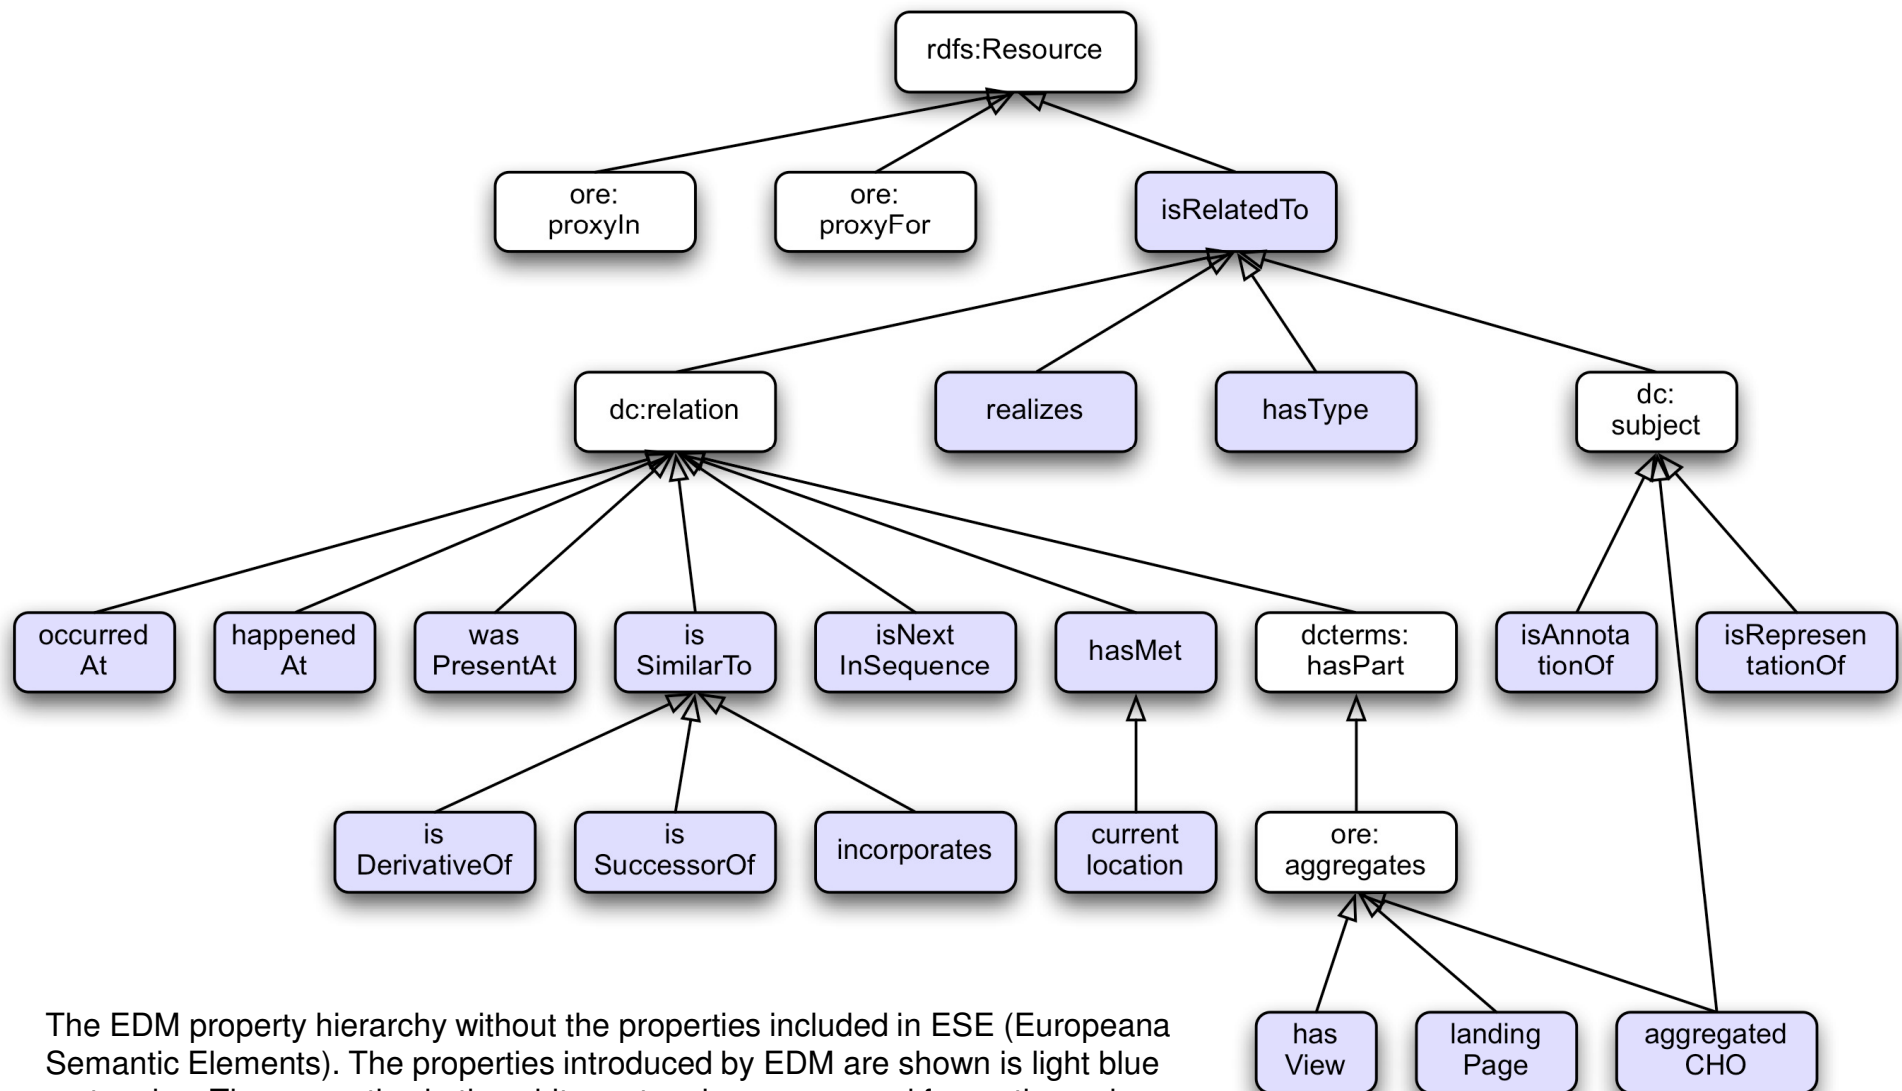 rdfs:Resource
ore:
proxyIn
ore:
proxyFor
isRelatedTo
dc:relation
realizes
hasType
dc:
subject
occurred
At
happened
At
was
PresentAt
is
SimilarTo
isNext
InSequence
hasMet
dcterms:
hasPart
isAnnota
tionOf
isRepresen
tationOf
is
DerivativeOf
is
SuccessorOf
incorporates
current
location
ore:
aggregates
has
View
landing
Page
aggregated
CHO
The EDM property hierarchy without the properties included in ESE (Europeana
Semantic Elements). The properties introduced by EDM are shown is light blue